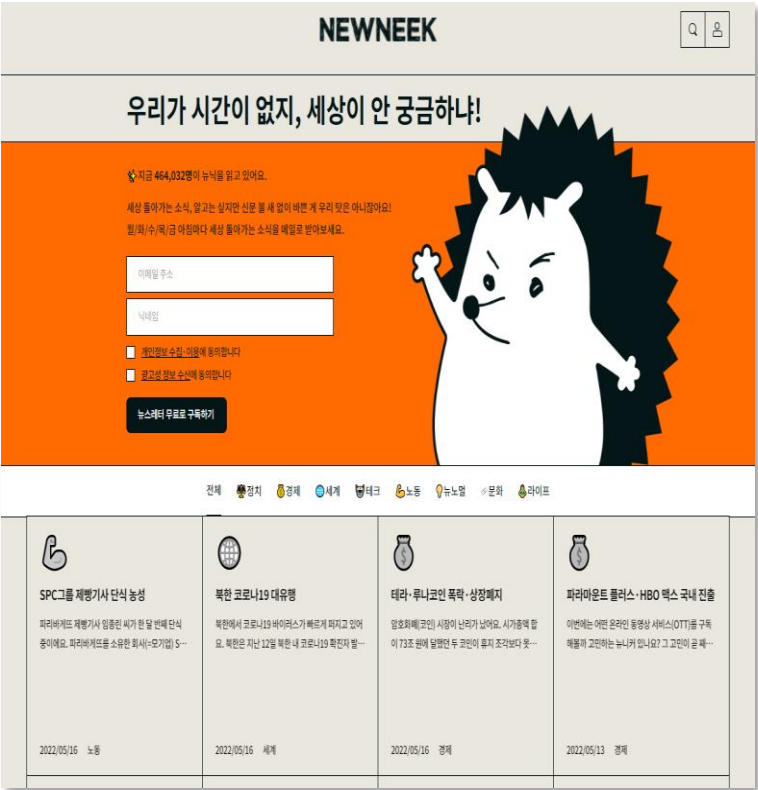 NEWNEEK
우리가 시간이 없지, 세상이 안 궁금하냐!
지금 464,032명이 뉴닉을 읽고 있어요.
세상 돌아가는 소식, 알고는 싶지만 신문 볼 새 없이 바쁜 게 우리 탓은 아니잖아요!
월/화/수/목/금 아침마다 세상 돌아가는 소식을 메일로 받아보세요.
이메일 주소
닉네임
개인정보 수집·이용에 동의합니다
광고성 정보 수신에 동의합니다
뉴스레터 무료로 구독하기
전체 정치 경제 세계 테크 노동 뉴노멀 문화 라이프
SPC그룹 제빵기사 단식 농성
파리바게뜨 제빵기사 임종린 씨가 한 달 반째 단식
중이에요. 파리바게뜨를 소유한 회사(=모기업) S…
2022/05/16 노동
북한 코로나19 대유행
북한에서 코로나19 바이러스가 빠르게 퍼지고 있어
요. 북한은 지난 12일 북한 내 코로나19 확진자 발…
2022/05/16 세계
테라·루나코인 폭락·상장폐지
암호화폐(코인) 시장이 난리가 났어요. 시가총액 합
이 73조 원에 달했던 두 코인이 휴지 조각보다 못…
2022/05/16 경제
파라마운트 플러스·HBO 맥스 국내 진출
이번에는 어떤 온라인 동영상 서비스(OTT)를 구독
해볼까 고민하는 뉴니커 있나요? 그 고민이 곧 째…
2022/05/13 경제